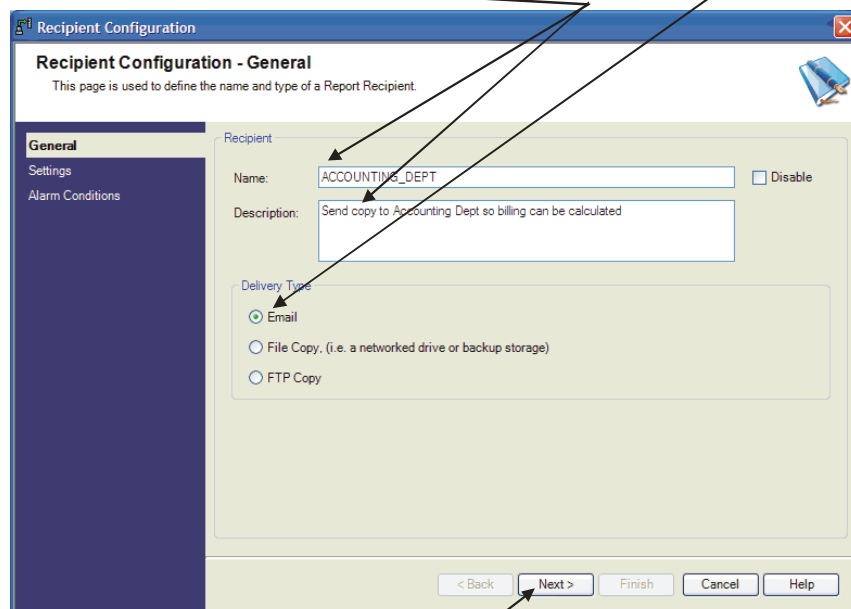 Recipient Configuration
Recipient Configuration - General
This page is used to define the name and type of a Report Recipient.
General
Settings
Alarm Conditions
Recipient
Name:
ACCOUNTING_DEPT
Disable
Description:
Send copy to Accounting Dept so billing can be calculated
Delivery Type
Email
File Copy, (i.e. a networked drive or backup storage)
FTP Copy
< Back
Next >
Finish
Cancel
Help